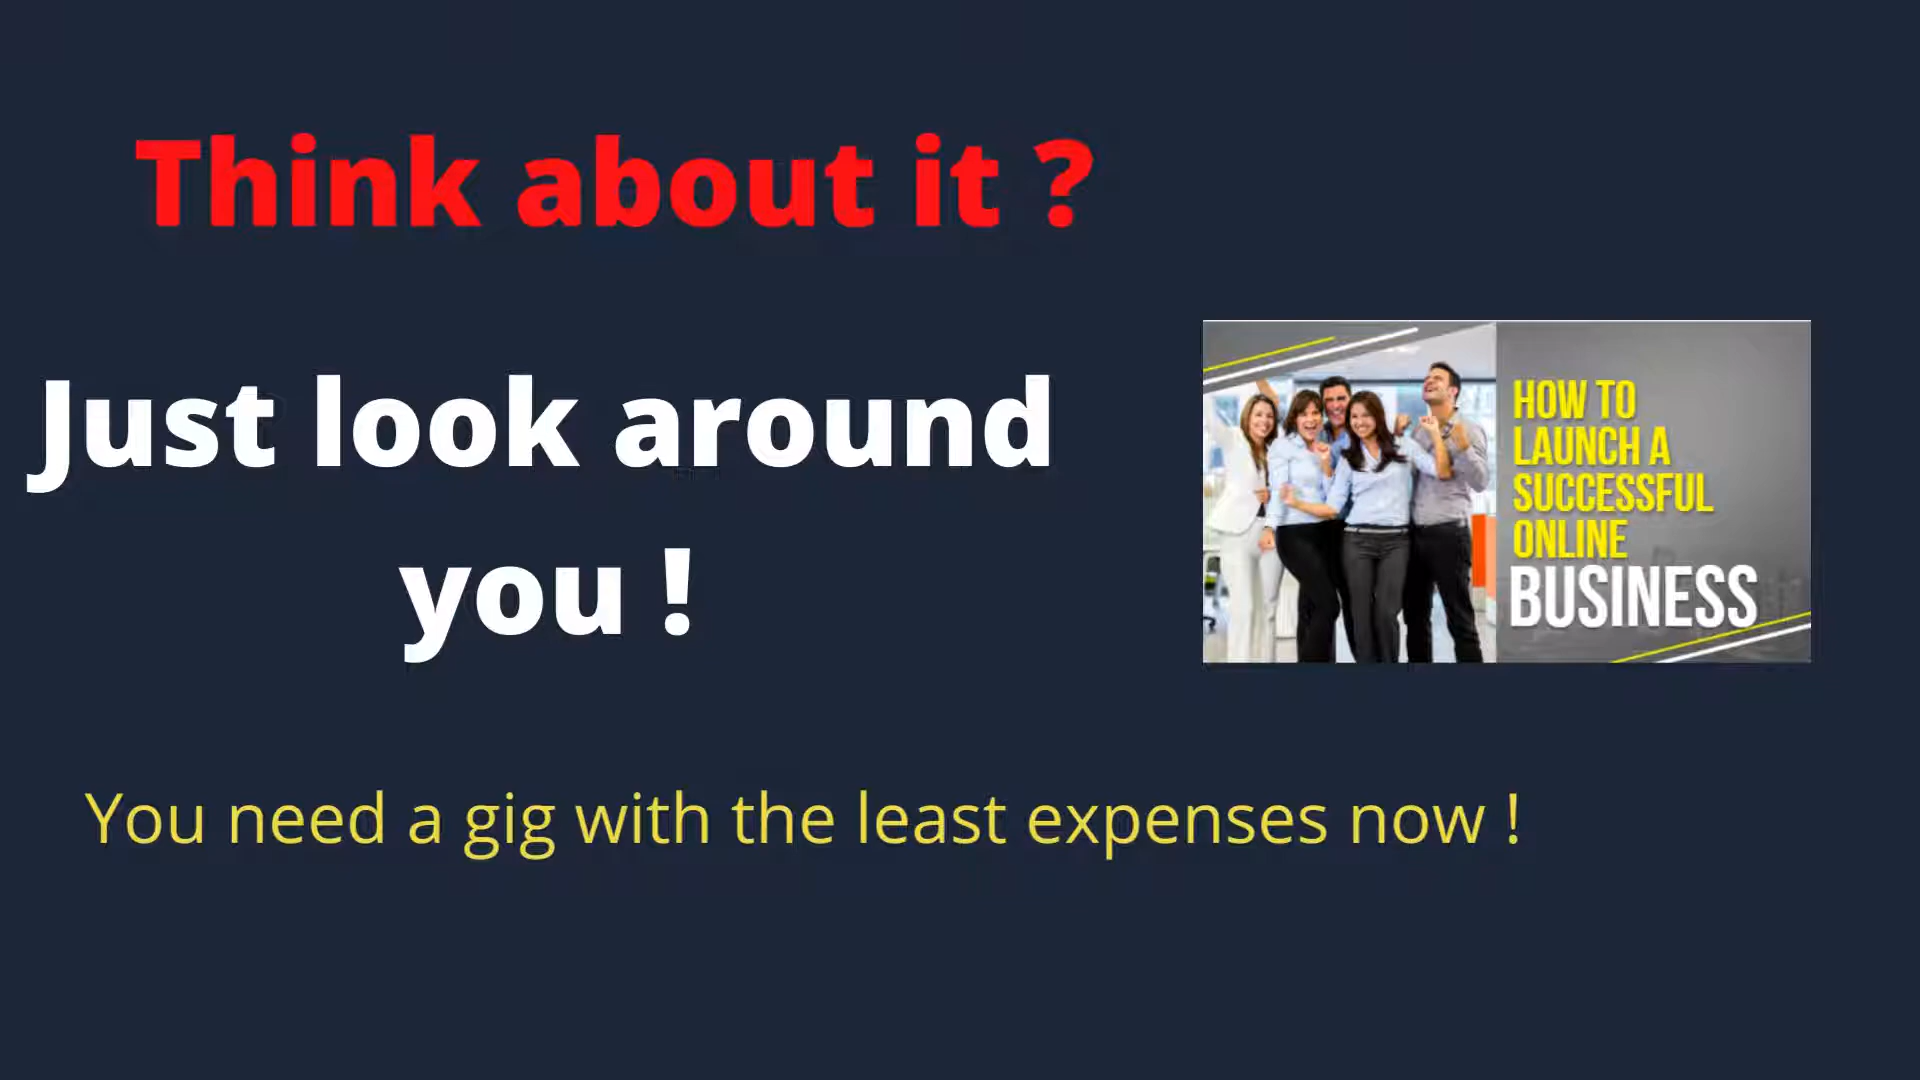 Think about it ?
Just look around
you !
HOW TO
LAUNCH A
SUCCESSFUL
ONLINE
BUSINESS
You need a gig with the least expenses now !